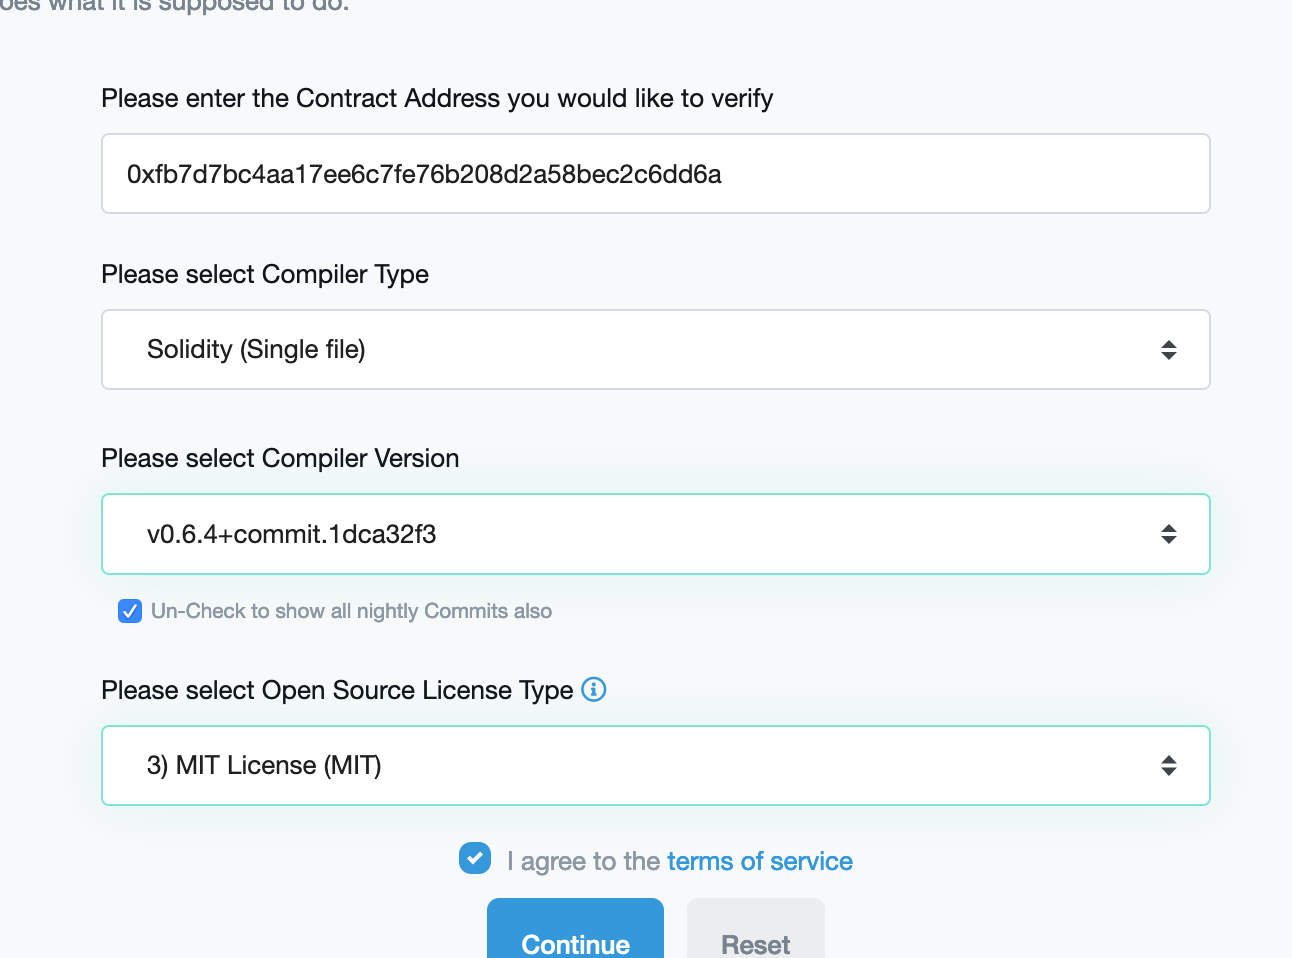 oes what it is supposed to do.
Please enter the Contract Address you would like to verify
0xfb7d7bc4aa17ee6c7fe76b208d2a58bec2c6dd6a
Please select Compiler Type
Solidity (Single file)
Please select Compiler Version
v0.6.4+commit.1dca32f3
Un-Check to show all nightly Commits also
Please select Open Source License Type
3) MIT License (MIT)
I agree to the terms of service
Continue Reset